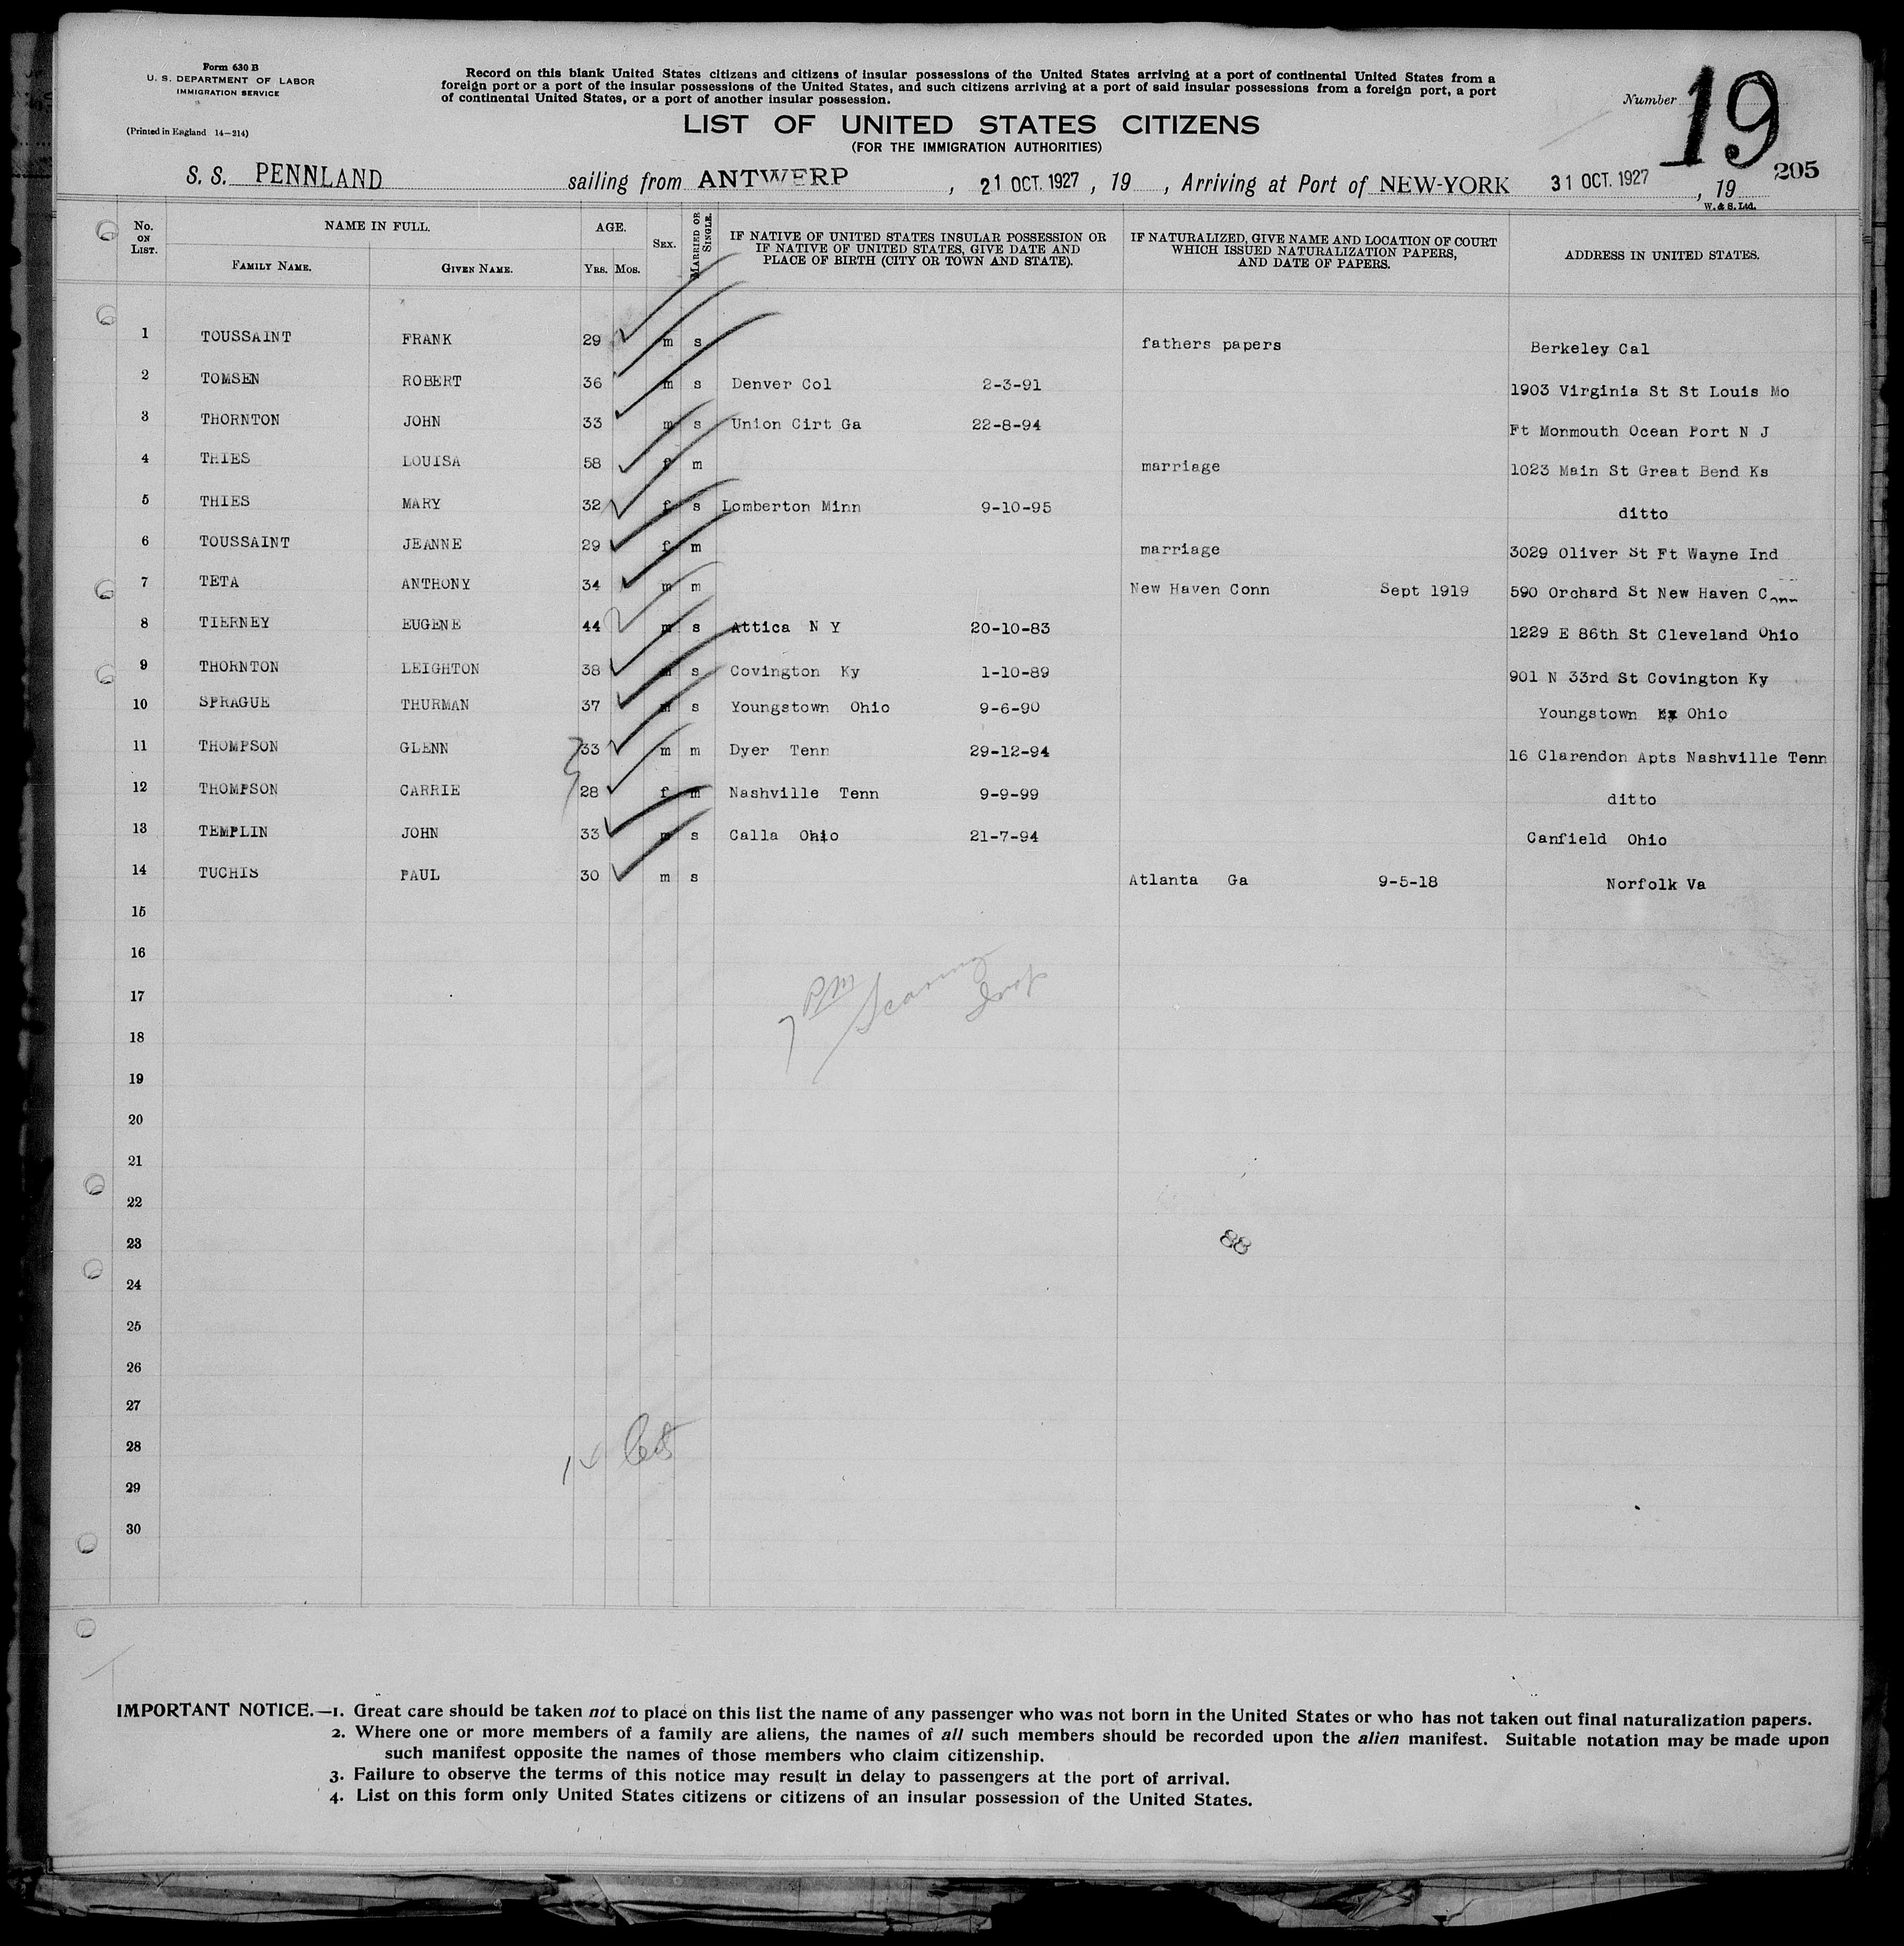 Form 630 B
U. S. DEPARTMENT OF LABOR
IMMIGRATION SERVICE
(Printed in England 14—214)
Record on this blank United States citizens and citizens of insular possessions of the United States arriving at a port of continental United States from a
foreign port or a port of the insular possessions of the United States, and such citizens arriving at a port of said insular possessions from a foreign port, a port
of continental United States, or a port of another insular possession.
Number 19
LIST OF UNITED STATES CITIZENS
(FOR THE IMMIGRATION AUTHORITIES)
205
S. S. PENNLAND sailing from ANTWERP, 21 OCT. 1927, 19 , Arriving at Port of NEW-YORK 31 OCT. 1927, 19
W. & S. Ltd.
No. ON LIST. NAME IN FULL. AGE. SEX. MARRIED OR SINGLE. IF NATIVE OF UNITED STATES INSULAR POSSESSION OR IF NATIVE OF UNITED STATES, GIVE DATE AND PLACE OF BIRTH (CITY OR TOWN AND STATE). IF NATURALIZED, GIVE NAME AND LOCATION OF COURT WHICH ISSUED NATURALIZATION PAPERS, AND DATE OF PAPERS. ADDRESS IN UNITED STATES.
FAMILY NAME. GIVEN NAME. YRS. MOS.
1 TOUSSAINT FRANK 29 m s fathers papers Berkeley Cal
2 TOMSEN ROBERT 36 m s Denver Col 2-3-91 1903 Virginia St St Louis Mo
3 THORNTON JOHN 33 m s Union Cirt Ga 22-8-94 Ft Monmouth Ocean Port N J
4 THIES LOUISA 58 f m marriage 1023 Main St Great Bend Ks
5 THIES MARY 32 f s Lomberton Minn 9-10-95 ditto
6 TOUSSAINT JEANNE 29 f m marriage 3029 Oliver St Ft Wayne Ind
7 TETA ANTHONY 34 m m New Haven Conn Sept 1919 590 Orchard St New Haven Conn
8 TIERNEY EUGENE 44 m s Attica N Y 20-10-83 1229 E 86th St Cleveland Ohio
9 THORNTON LEIGHTON 38 m s Covington Ky 1-10-89 901 N 33rd St Covington Ky
10 SPRAGUE THURMAN 37 m s Youngstown Ohio 9-6-90 Youngstown Ohio
11 THOMPSON GLENN 33 m m Dyer Tenn 29-12-94 16 Clarendon Apts Nashville Tenn
12 THOMPSON CARRIE 28 f m Nashville Tenn 9-9-99 ditto
13 TEMPLIN JOHN 33 m s Calla Ohio 21-7-94 Canfield Ohio
14 TUCHIS PAUL 30 m s Atlanta Ga 9-5-18 Norfolk Va
15
16
17
18
19
20
21
22
23
24
25
26
27
28
29
30
7 PM
88
IMPORTANT NOTICE.—1. Great care should be taken not to place on this list the name of any passenger who was not born in the United States or who has not taken out final naturalization papers.
2. Where one or more members of a family are aliens, the names of all such members should be recorded upon the alien manifest. Suitable notation may be made upon
such manifest opposite the names of those members who claim citizenship.
3. Failure to observe the terms of this notice may result in delay to passengers at the port of arrival.
4. List on this form only United States citizens or citizens of an insular possession of the United States.